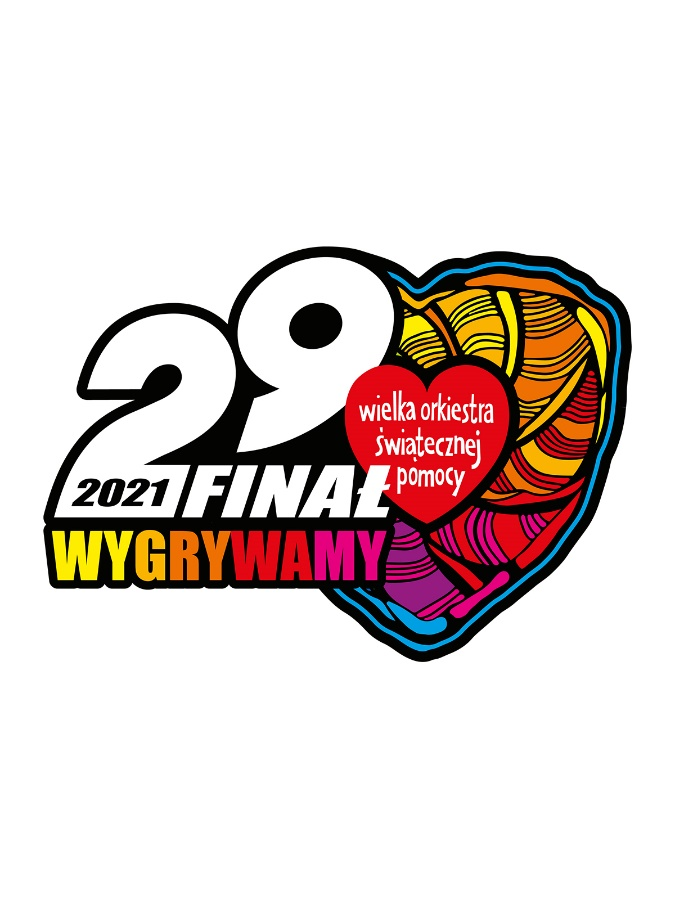 29
2021 FINAŁ
WYGRYWAMY
wielka orkiestra
świątecznej
pomocy